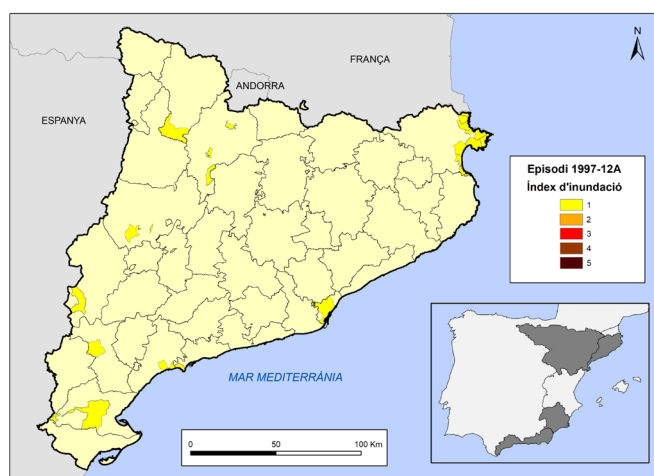 FRANÇA
ANDORRA
ESPANYA
N
Episodi 1997-12A
Índex d'inundació
1
2
3
4
5
MAR MEDITERRÀNIA
0 50 100 Km